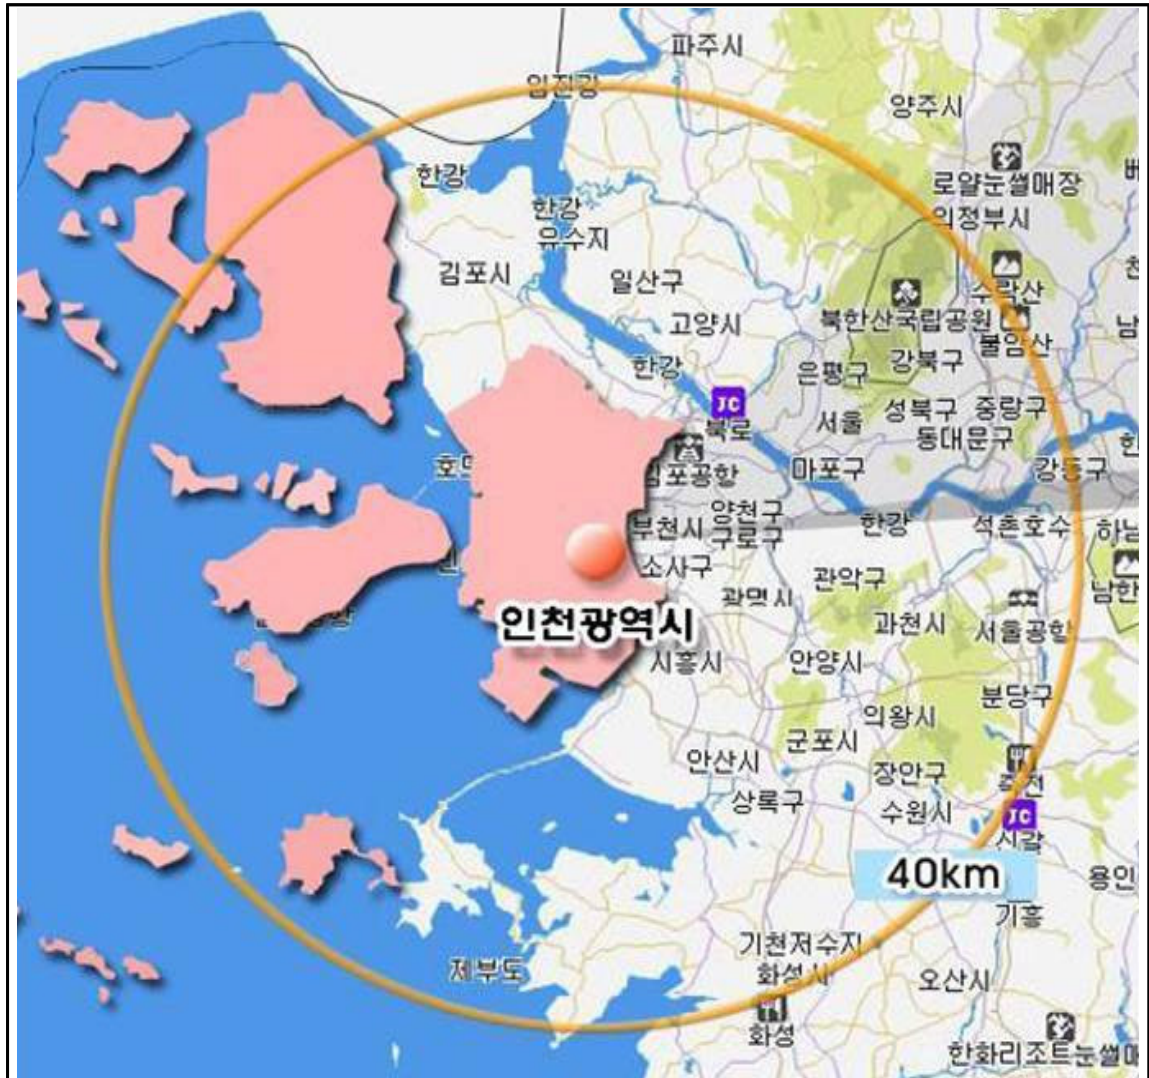 파주시
임진강
양주시
로얄눈썰매장
한강
의정부시
한강
유수지
김포시
일산구
수락산
고양시
북한산국립공원
불암산
한강
은평구
강북구
JC
북로
서울
성북구
중랑구
동대문구
김포공항
마포구
강동구
부천시
양천구
구로구
한강
석촌호수
하남
소사구
관악구
광명시
남한
인천광역시
과천시
서울공항
시흥시
안양시
분당구
의왕시
군포시
안산시
장안구
죽전
상록구
수원시
JC
신갈
40km
용인
기흥
기천저수지
제부도
화성시
오산시
화성
한화리조트눈썰매